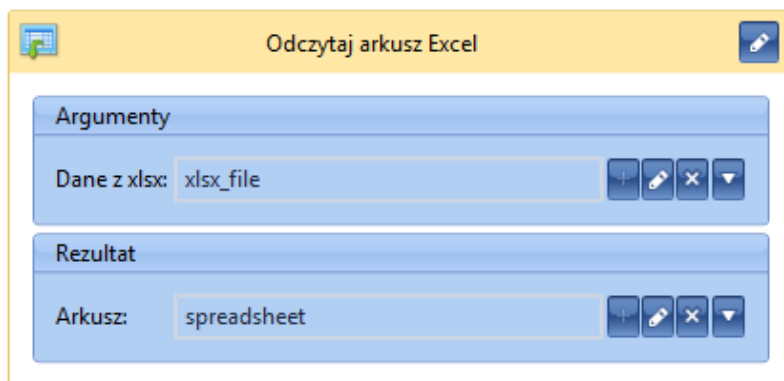 Odczytaj arkusz Excel
Argumenty
Dane z xlsx: xlsx_file
Rezultat
Arkusz: spreadsheet